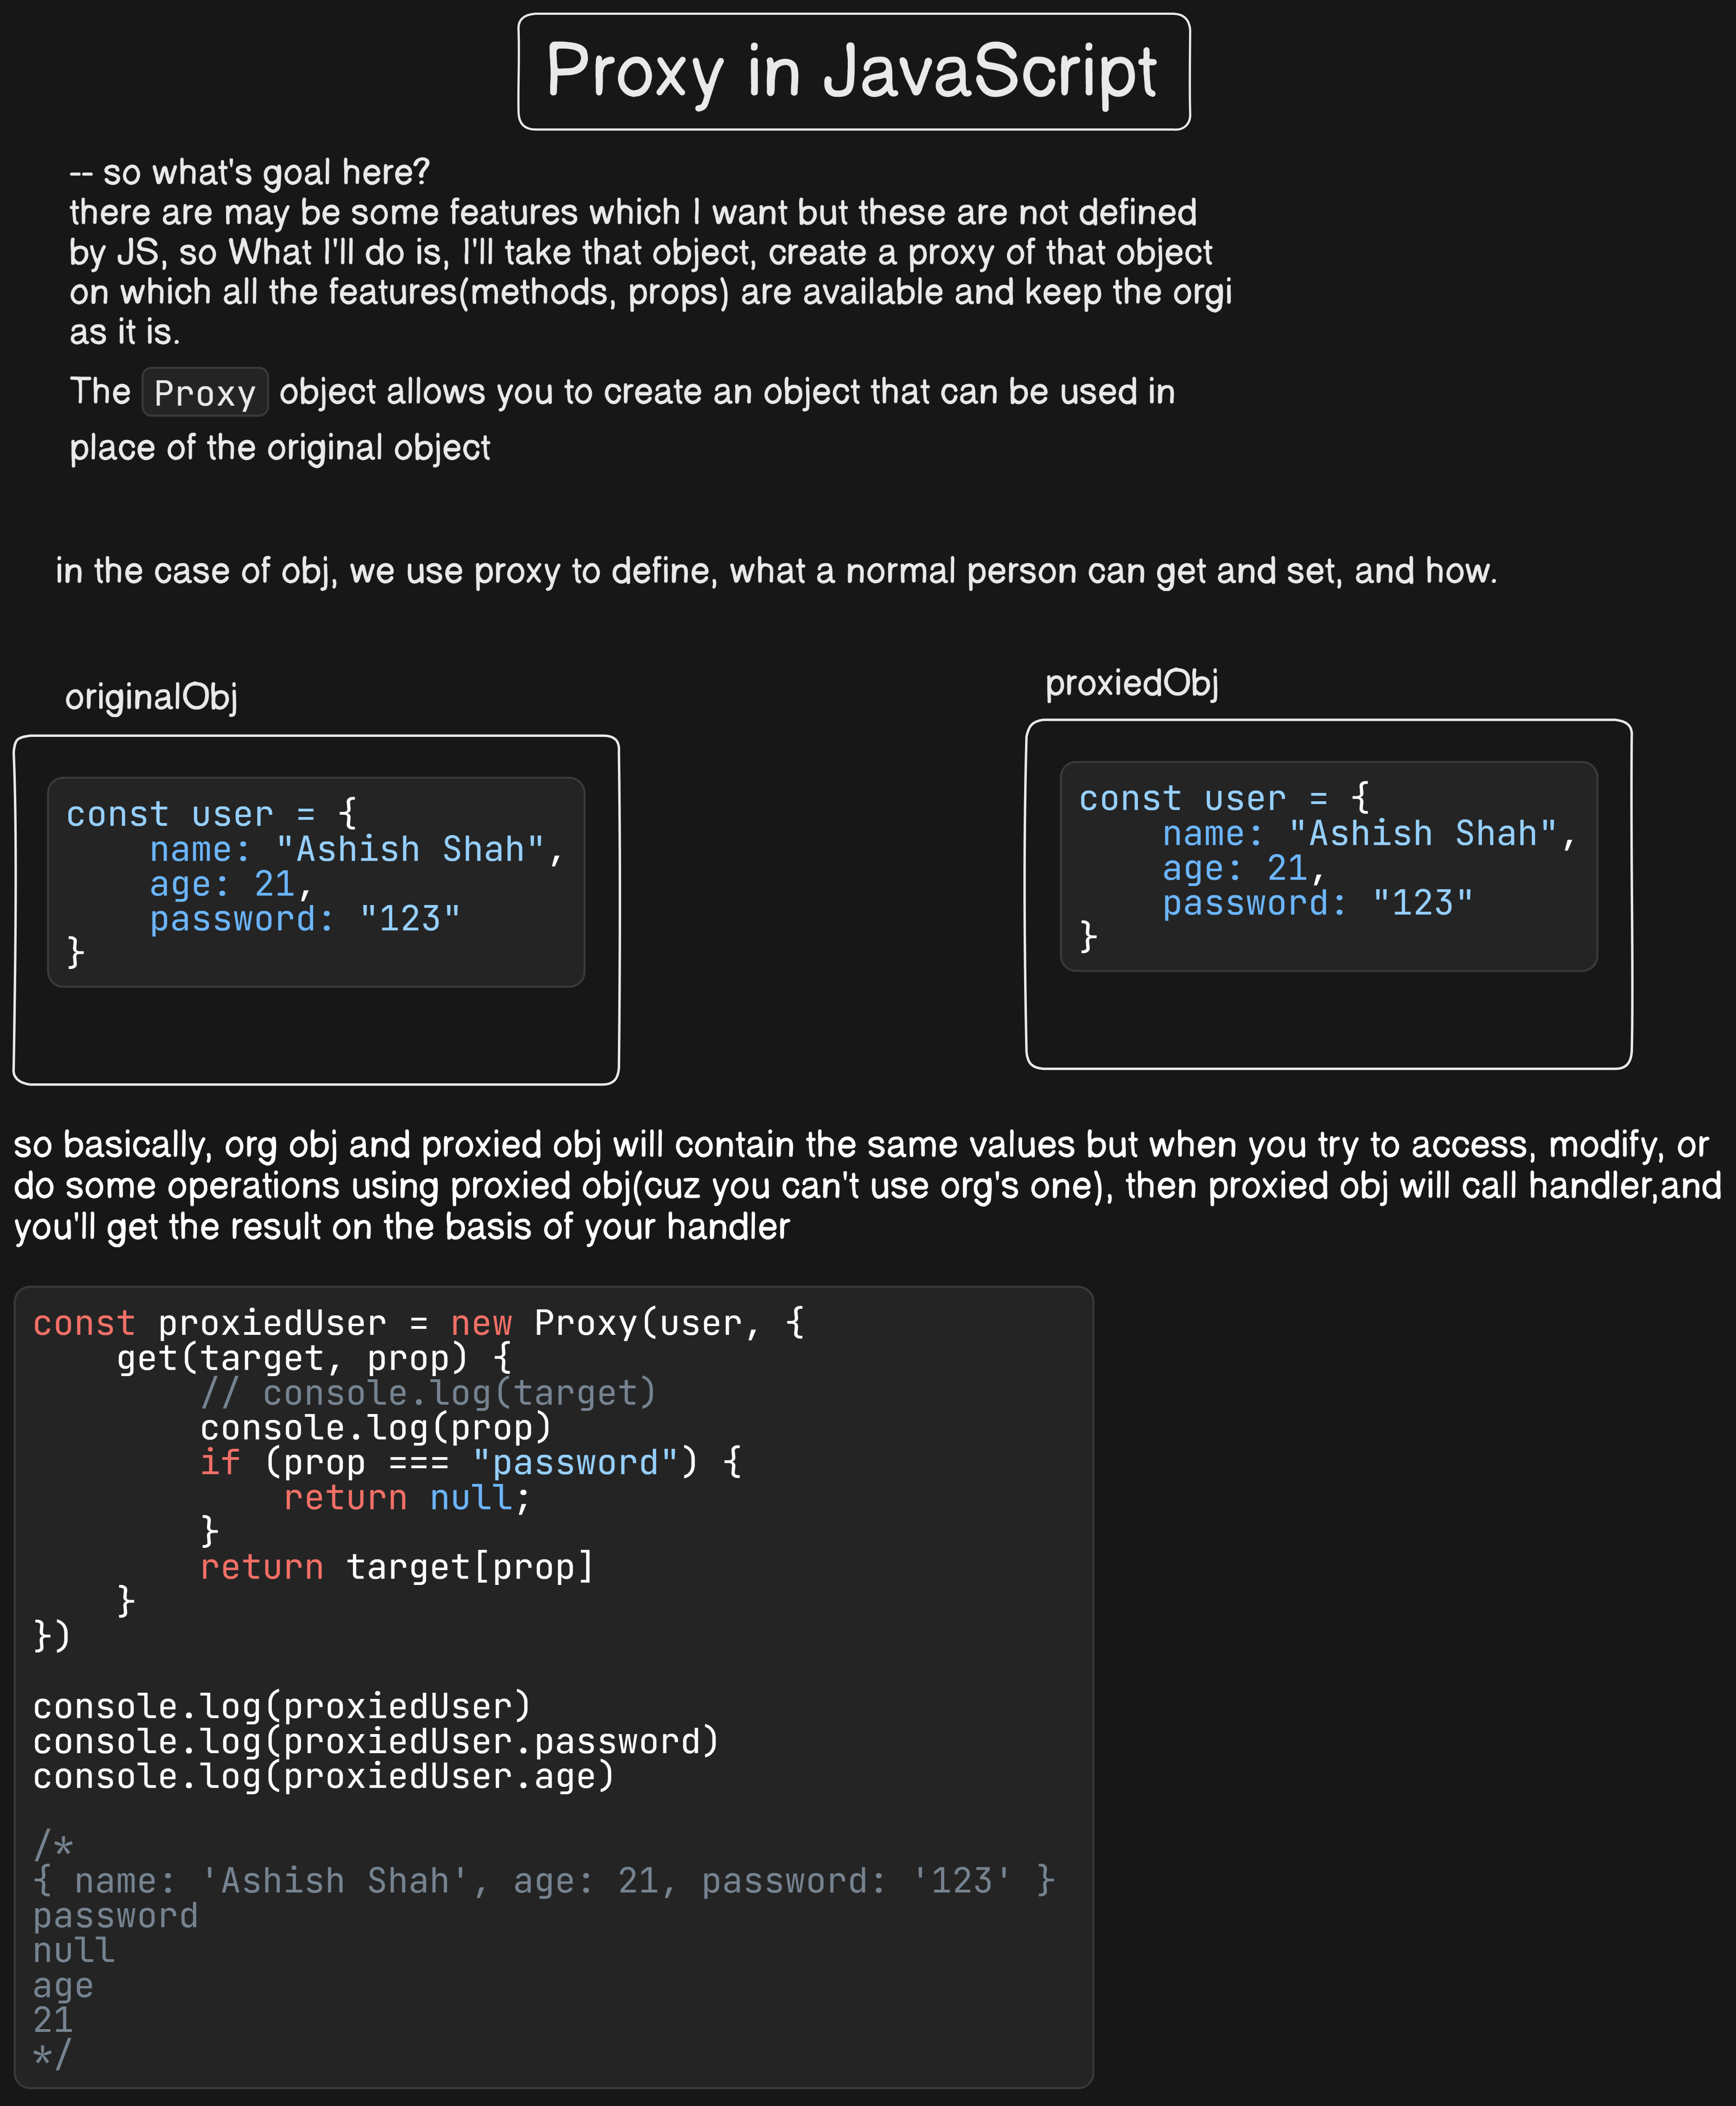 Proxy in JavaScript
-- so what's goal here?
there are may be some features which I want but these are not defined
by JS, so What I'll do is, I'll take that object, create a proxy of that object
on which all the features(methods, props) are available and keep the orgi
as it is.
The Proxy object allows you to create an object that can be used in
place of the original object
in the case of obj, we use proxy to define, what a normal person can get and set, and how.
originalObj
const user = {
    name: "Ashish Shah",
    age: 21,
    password: "123"
}
proxiedObj
const user = {
    name: "Ashish Shah",
    age: 21,
    password: "123"
}
so basically, org obj and proxied obj will contain the same values but when you try to access, modify, or
do some operations using proxied obj(cuz you can't use org's one), then proxied obj will call handler,and
you'll get the result on the basis of your handler
const proxiedUser = new Proxy(user, {
    get(target, prop) {
        // console.log(target)
        console.log(prop)
        if (prop === "password") {
            return null;
        }
        return target[prop]
    }
})
console.log(proxiedUser)
console.log(proxiedUser.password)
console.log(proxiedUser.age)
/*
{ name: 'Ashish Shah', age: 21, password: '123' }
password
null
age
21
*/